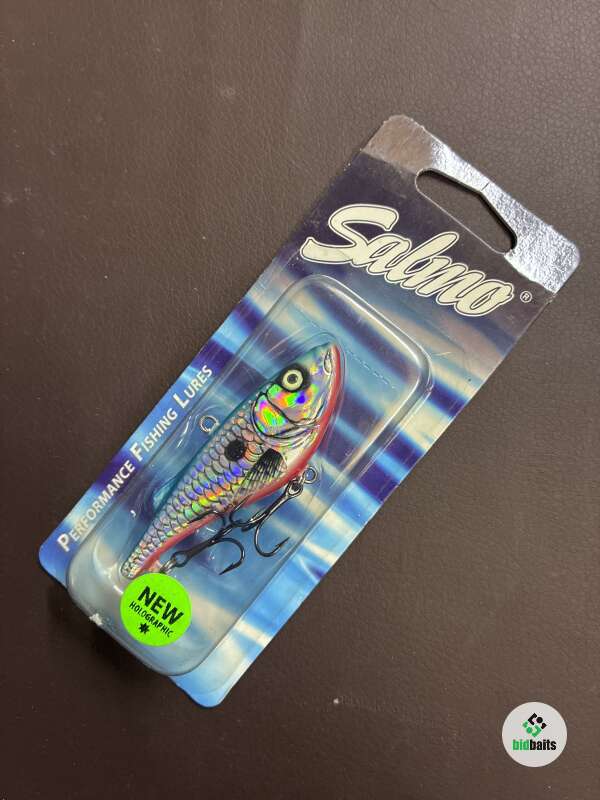 Salmo®
PERFORMANCE FISHING LURES
NEW
HOLOGRAPHIC
bidbaits